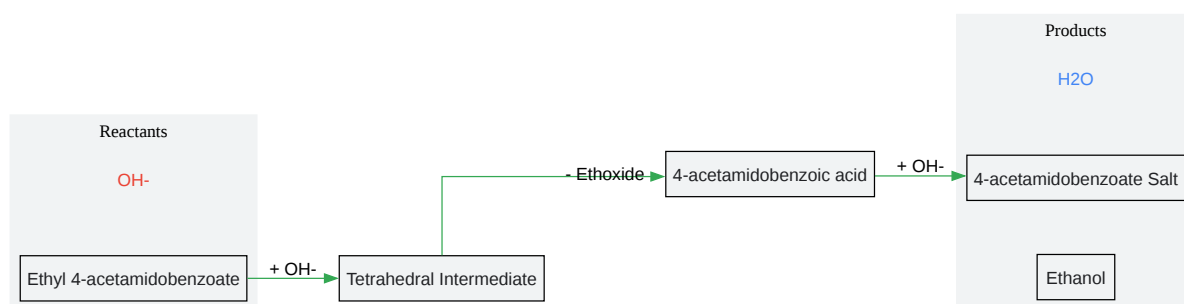 Products
H2O
Reactants
OH-
- Ethoxide
4-acetamidobenzoic acid
+ OH-
4-acetamidobenzoate Salt
Ethyl 4-acetamidobenzoate
+ OH-
Tetrahedral Intermediate
Ethanol